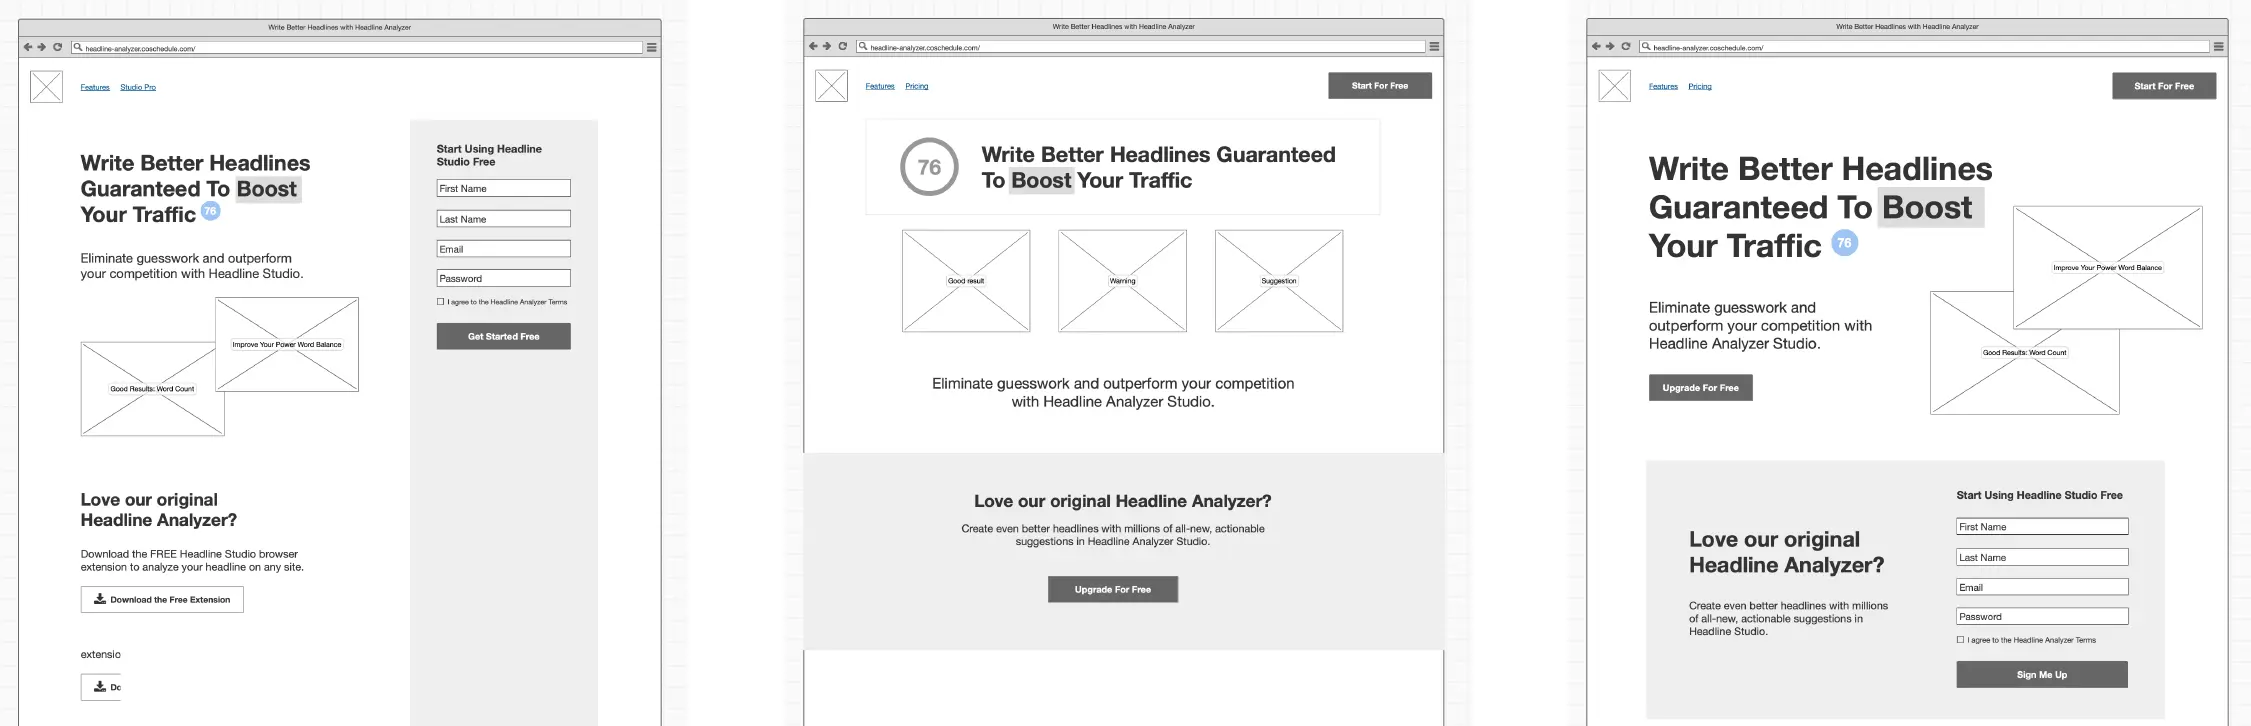 Write Better Headlines with Headline Analyzer
headline-analyzer.coschedule.com/
Features Studio Pro
Write Better Headlines
Guaranteed To Boost
Your Traffic 76
Eliminate guesswork and outperform
your competition with Headline Studio.
Improve Your Power Word Balance
Good Results: Word Count
Love our original
Headline Analyzer?
Download the FREE Headline Studio browser
extension to analyze your headline on any site.
Download the Free Extension
extensio
Do
Start Using Headline
Studio Free
First Name
Last Name
Email
Password
I agree to the Headline Analyzer Terms
Get Started Free
Write Better Headlines with Headline Analyzer
headline-analyzer.coschedule.com/
Features Pricing
Start For Free
76
Write Better Headlines Guaranteed
To Boost Your Traffic
Good result
Warning
Suggestion
Eliminate guesswork and outperform your competition
with Headline Analyzer Studio.
Love our original Headline Analyzer?
Create even better headlines with millions of all-new, actionable
suggestions in Headline Analyzer Studio.
Upgrade For Free
Write Better Headlines with Headline Analyzer
headline-analyzer.coschedule.com/
Features Pricing
Start For Free
Write Better Headlines
Guaranteed To Boost
Your Traffic 76
Eliminate guesswork and
outperform your competition with
Headline Analyzer Studio.
Upgrade For Free
Improve Your Power Word Balance
Good Results: Word Count
Love our original
Headline Analyzer?
Create even better headlines with millions
of all-new, actionable suggestions in
Headline Studio.
Start Using Headline Studio Free
First Name
Last Name
Email
Password
I agree to the Headline Analyzer Terms
Sign Me Up